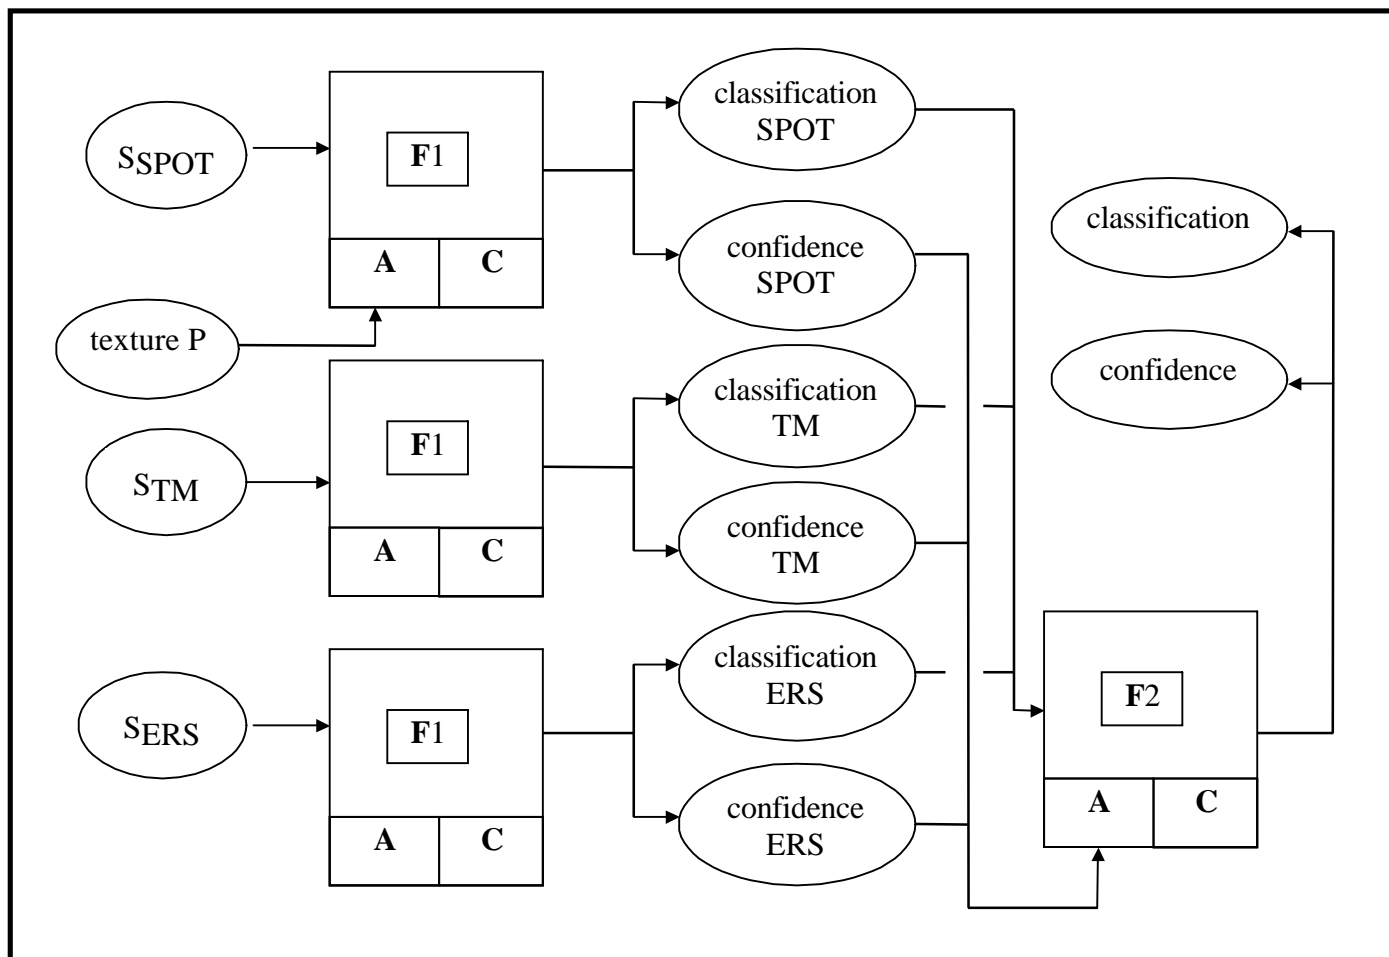 SSPOT
F1
A C
texture P
classification
SPOT
confidence
SPOT
STM
F1
A C
classification
TM
confidence
TM
SERS
F1
A C
classification
ERS
confidence
ERS
F2
A C
classification
confidence